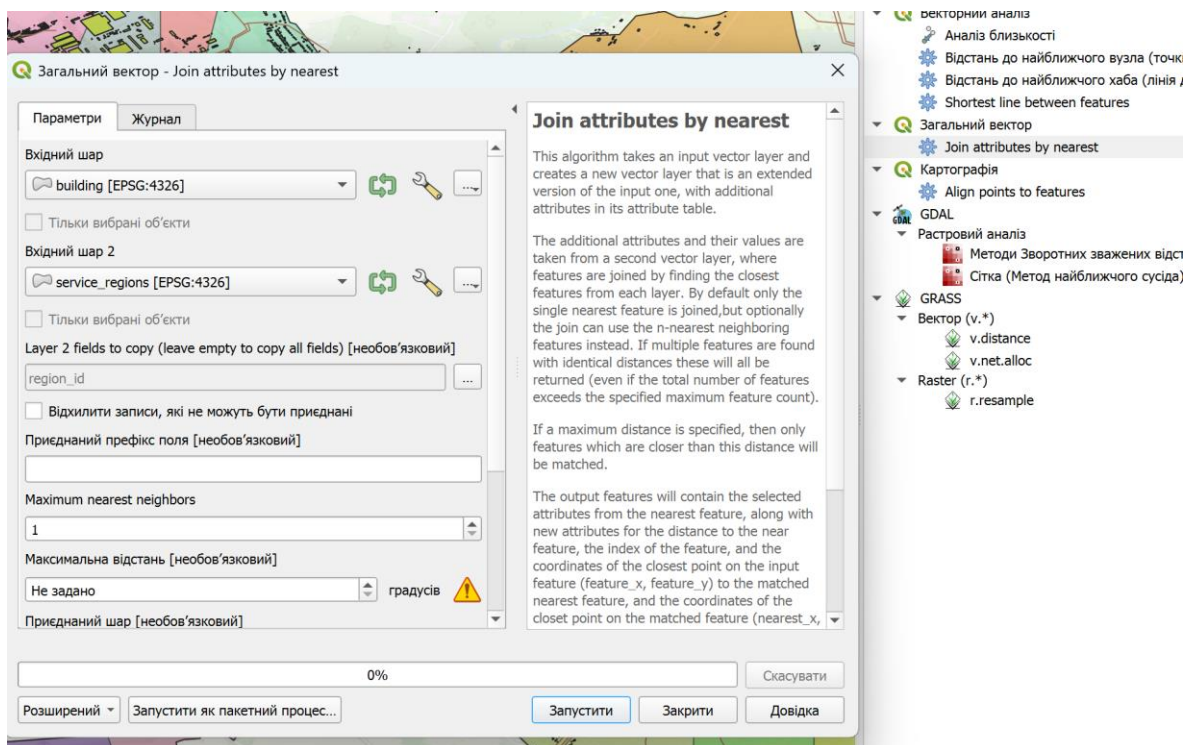 Загальний вектор - Join attributes by nearest
Параметри
Журнал
Вхідний шар
building [EPSG:4326]
...
Тільки вибрані об'єкти
Вхідний шар 2
service_regions [EPSG:4326]
...
Тільки вибрані об'єкти
Layer 2 fields to copy (leave empty to copy all fields) [необов'язковий]
region_id
...
Відхилити записи, які не можуть бути приєднані
Приєднаний префікс поля [необов'язковий]
Maximum nearest neighbors
1
Максимальна відстань [необов'язковий]
Не задано
градусів
Приєднаний шар [необов'язковий]
Join attributes by nearest
This algorithm takes an input vector layer and
creates a new vector layer that is an extended
version of the input one, with additional
attributes in its attribute table.
The additional attributes and their values are
taken from a second vector layer, where
features are joined by finding the closest
features from each layer. By default only the
single nearest feature is joined,but optionally
the join can use the n-nearest neighboring
features instead. If multiple features are found
with identical distances these will all be
returned (even if the total number of features
exceeds the specified maximum feature count).
If a maximum distance is specified, then only
features which are closer than this distance will
be matched.
The output features will contain the selected
attributes from the nearest feature, along with
new attributes for the distance to the near
feature, the index of the feature, and the
coordinates of the closest point on the input
feature (feature_x, feature_y) to the matched
nearest feature, and the coordinates of the
closet point on the matched feature (nearest_x,
0%
Скасувати
Розширений
Запустити як пакетний процес...
Запустити
Закрити
Довідка
Векторний аналіз
Аналіз близькості
Відстань до найближчого вузла (точки
Відстань до найближчого хаба (лінія д
Shortest line between features
Загальний вектор
Join attributes by nearest
Картографія
Align points to features
GDAL
Растровий аналіз
Методи Зворотних зважених відст
Сітка (Метод найближчого сусіда)
GRASS
Вектор (v.*)
v.distance
v.net.alloc
Raster (r.*)
r.resample